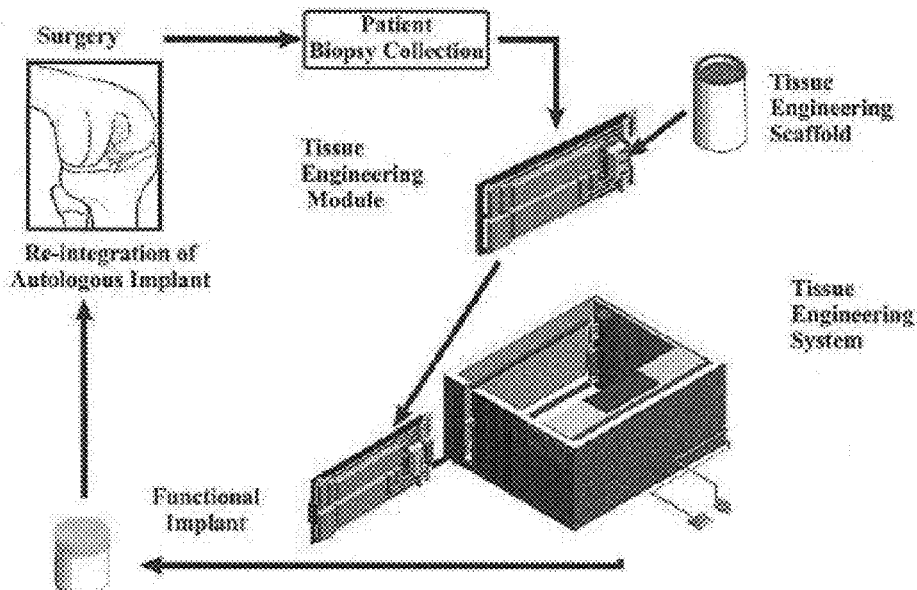 Surgery
Patient
Biopsy Collection
Tissue
Engineering
Scaffold
Tissue
Engineering
Module
Re-integration of
Autologous Implant
Tissue
Engineering
System
Functional
Implant